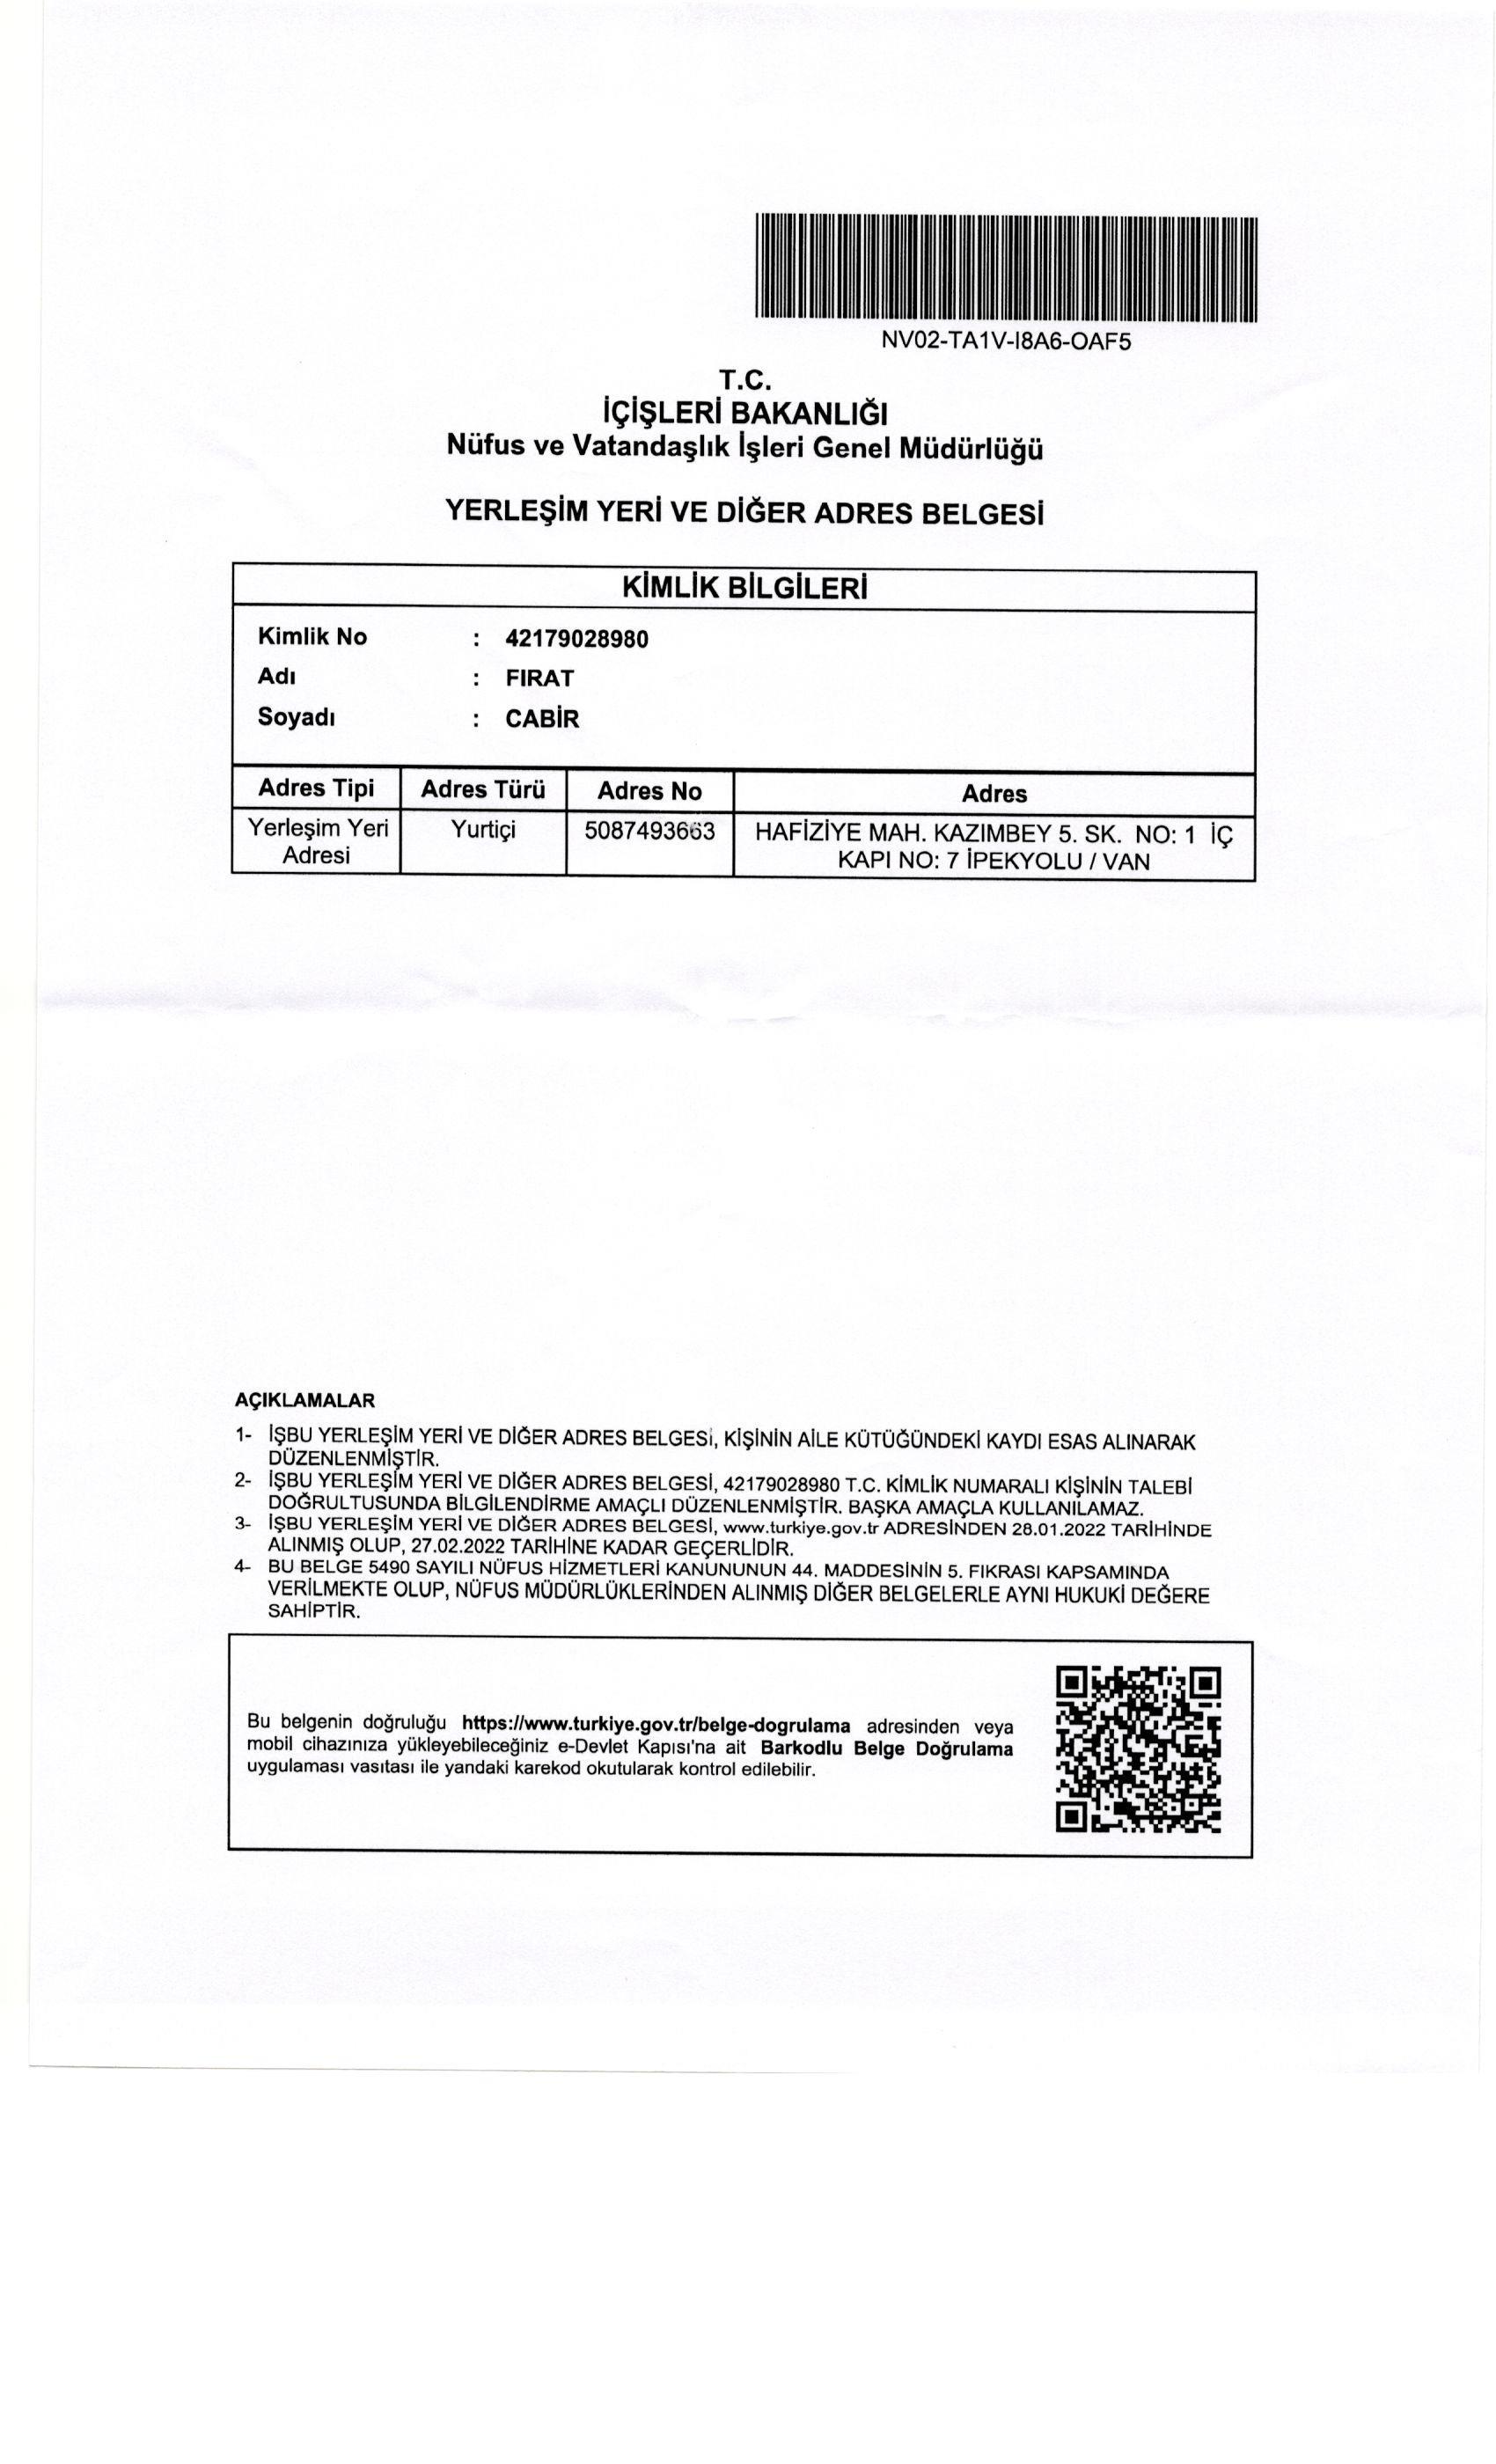 NV02-TA1V-I8A6-OAF5
T.C.
İÇİŞLERİ BAKANLIĞI
Nüfus ve Vatandaşlık İşleri Genel Müdürlüğü
YERLEŞİM YERİ VE DİĞER ADRES BELGESİ
KİMLİK BİLGİLERİ
Kimlik No : 42179028980
Adı : FIRAT
Soyadı : CABİR
Adres Tipi Adres Türü Adres No Adres
Yerleşim Yeri Yurtiçi 5087493663 HAFİZİYE MAH. KAZIMBEY 5. SK. NO: 1 İÇ
Adresi KAPI NO: 7 İPEKYOLU / VAN
AÇIKLAMALAR
1- İŞBU YERLEŞİM YERİ VE DİĞER ADRES BELGESİ, KİŞİNİN AİLE KÜTÜĞÜNDEKİ KAYDI ESAS ALINARAK
DÜZENLENMİŞTİR.
2- İŞBU YERLEŞİM YERİ VE DİĞER ADRES BELGESİ, 42179028980 T.C. KİMLİK NUMARALI KİŞİNİN TALEBİ
DOĞRULTUSUNDA BİLGİLENDİRME AMAÇLI DÜZENLENMİŞTİR. BAŞKA AMAÇLA KULLANILAMAZ.
3- İŞBU YERLEŞİM YERİ VE DİĞER ADRES BELGESİ, www.turkiye.gov.tr ADRESİNDEN 28.01.2022 TARİHİNDE
ALINMIŞ OLUP, 27.02.2022 TARİHİNE KADAR GEÇERLİDİR.
4- BU BELGE 5490 SAYILI NÜFUS HİZMETLERİ KANUNUNUN 44. MADDESİNİN 5. FIKRASI KAPSAMINDA
VERİLMEKTE OLUP, NÜFUS MÜDÜRLÜKLERİNDEN ALINMIŞ DİĞER BELGELERLE AYNI HUKUKİ DEĞERE
SAHİPTİR.
Bu belgenin doğruluğu https://www.turkiye.gov.tr/belge-dogrulama adresinden veya
mobil cihazınıza yükleyebileceğiniz e-Devlet Kapısı'na ait Barkodlu Belge Doğrulama
uygulaması vasıtası ile yandaki karekod okutularak kontrol edilebilir.